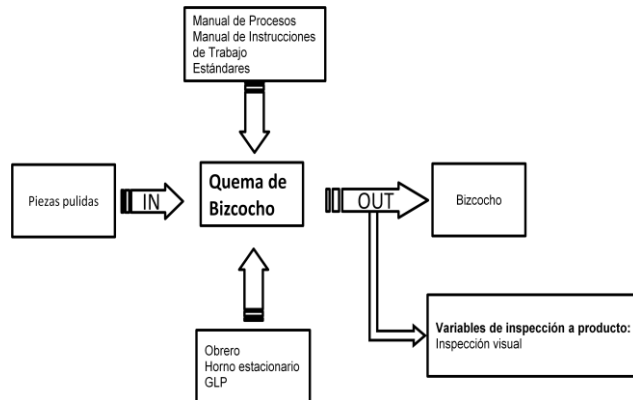 Manual de Procesos
Manual de Instrucciones
de Trabajo
Estándares
Piezas pulidas
IN
Quema de
Bizcocho
OUT
Bizcocho
Variables de inspección a producto:
Inspección visual
Obrero
Horno estacionario
GLP